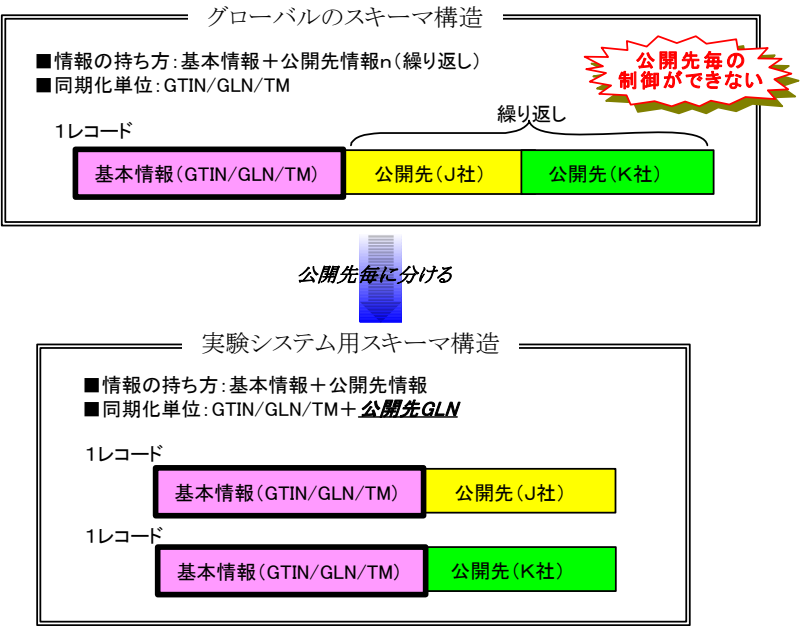 グローバルのスキーマ構造
■情報の持ち方：基本情報＋公開先情報n（繰り返し）
■同期化単位：GTIN/GLN/TM
公開先毎の
制御ができない
繰り返し
1レコード
基本情報（GTIN/GLN/TM）
公開先（J社）
公開先（K社）
公開先毎に分ける
実験システム用スキーマ構造
■情報の持ち方：基本情報＋公開先情報
■同期化単位：GTIN/GLN/TM＋公開先GLN
1レコード
基本情報（GTIN/GLN/TM）
公開先（J社）
1レコード
基本情報（GTIN/GLN/TM）
公開先（K社）